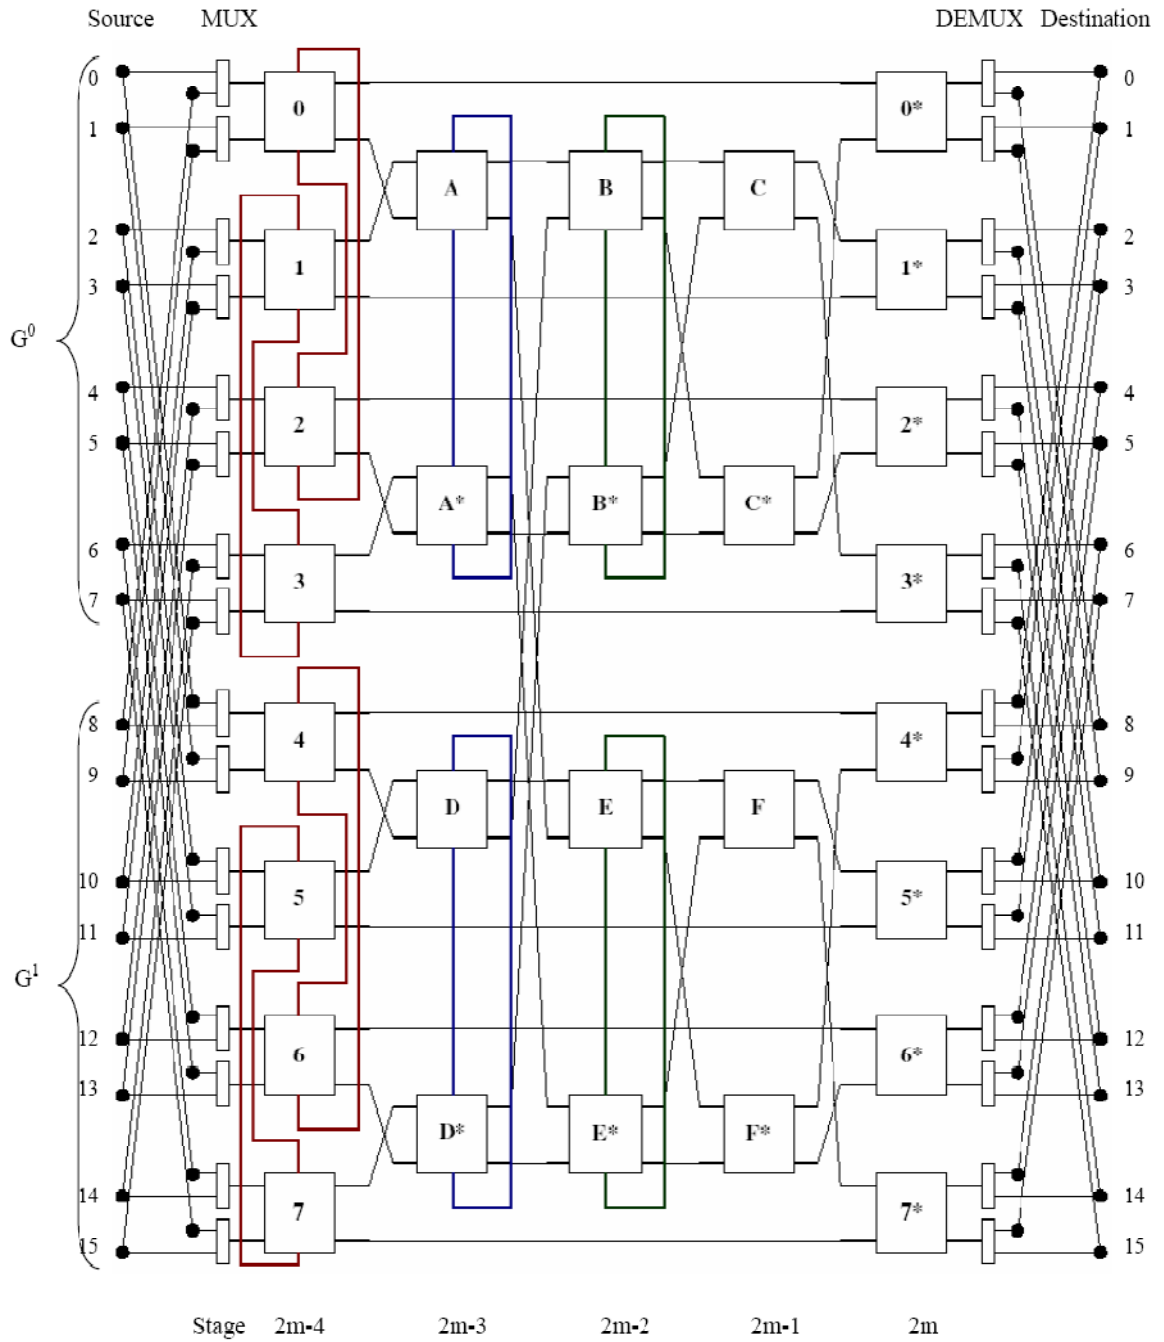 Source MUX DEMUX Destination
0 0 0* 0
1 1
A B C
2 2
1 1*
3 3
G⁰
4 4
2 2*
5 5
A* B* C*
6 6
3 3*
7 7
8 4 4* 8
9 9
D E F
10 10
5 5*
11 11
G¹
12 12
6 6*
13 13
D* E* F*
14 14
7 7*
15 15
Stage 2m-4 2m-3 2m-2 2m-1 2m